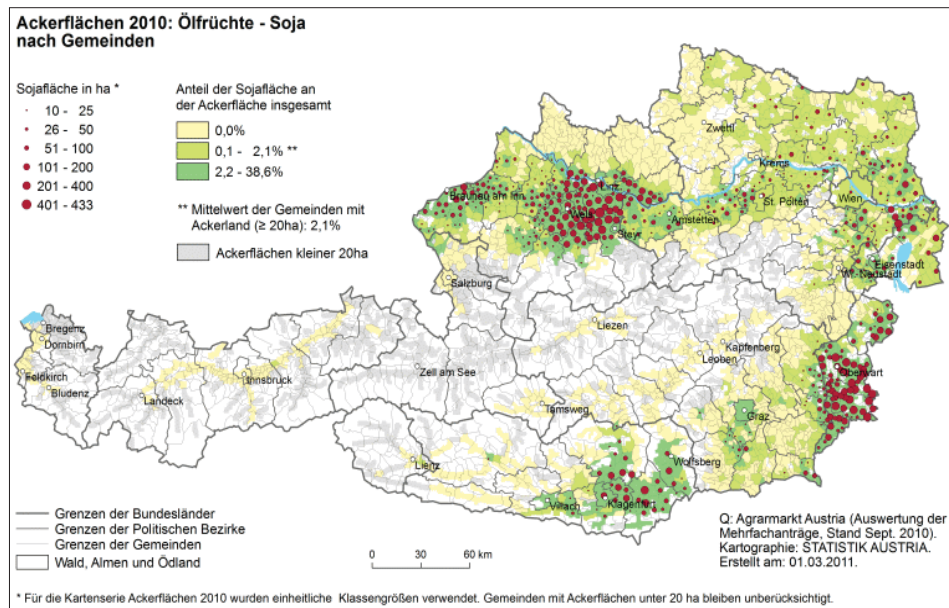 Ackerflächen 2010: Ölfrüchte - Soja
nach Gemeinden
Sojafläche in ha *
10 - 25
26 - 50
51 - 100
101 - 200
201 - 400
401 - 433
Anteil der Sojafläche an
der Ackerfläche insgesamt
0,0%
0,1 - 2,1% **
2,2 - 38,6%
** Mittelwert der Gemeinden mit
Ackerland (≥ 20ha): 2,1%
Ackerflächen kleiner 20ha
Zwettl
Krems
Linz
Braunau am Inn
Wels
St. Pölten
Wien
Amstetten
Steyr
Eisenstadt
Wr. Neustadt
Salzburg
Bregenz
Dornbirn
Liezen
Kapfenberg
Leoben
Oberwart
Feldkirch
Bludenz
Innsbruck
Zell am See
Landeck
Tamsweg
Graz
Lienz
Wolfsberg
Villach
Klagenfurt
Grenzen der Bundesländer
Grenzen der Politischen Bezirke
Grenzen der Gemeinden
Wald, Almen und Ödland
0 30 60 km
Q: Agrarmarkt Austria (Auswertung der
Mehrfachanträge, Stand Sept. 2010).
Kartographie: STATISTIK AUSTRIA.
Erstellt am: 01.03.2011.
* Für die Kartenserie Ackerflächen 2010 wurden einheitliche Klassengrößen verwendet. Gemeinden mit Ackerflächen unter 20 ha bleiben unberücksichtigt.